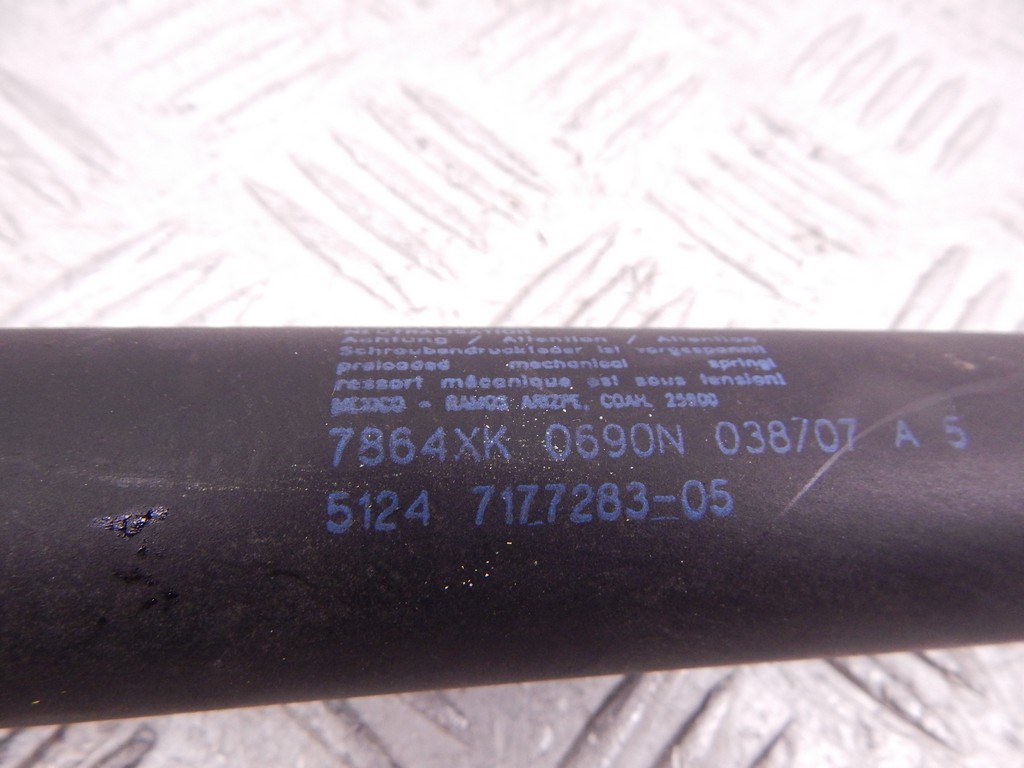 NEUTRALISATION
Achtung / Attention / Attention
Schraubendruckfeder ist vorgespannt
preloaded mechanical spring!
ressort mécanique est sous tension!
MEXICO - RAMOS ARIZPE, COAH. 25900
7864XK 0690N 038/07 A 5
5124 7177283-05